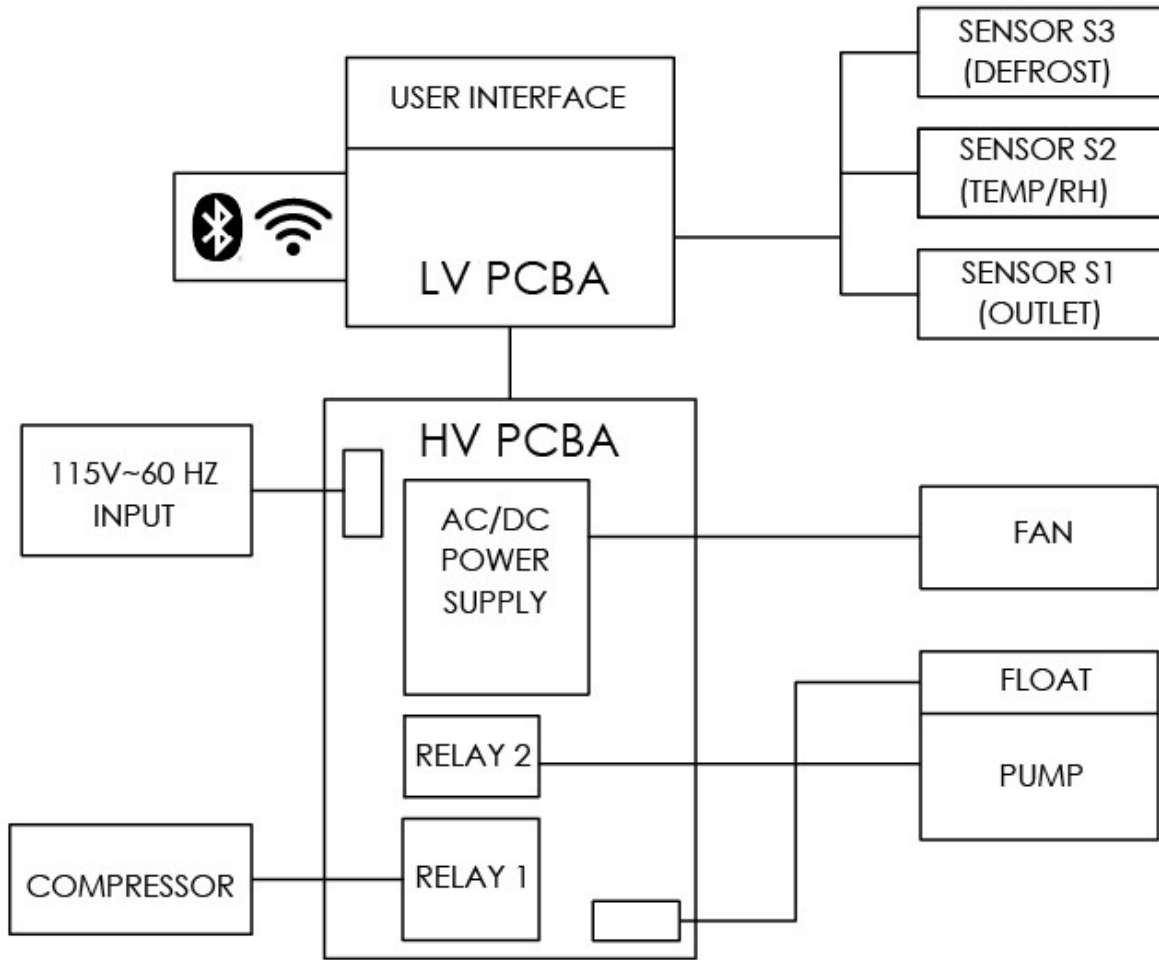 SENSOR S3
(DEFROST)
USER INTERFACE
SENSOR S2
(TEMP/RH)
LV PCBA
SENSOR S1
(OUTLET)
HV PCBA
115V~60 HZ
INPUT
AC/DC
POWER
SUPPLY
FAN
FLOAT
RELAY 2
PUMP
COMPRESSOR
RELAY 1